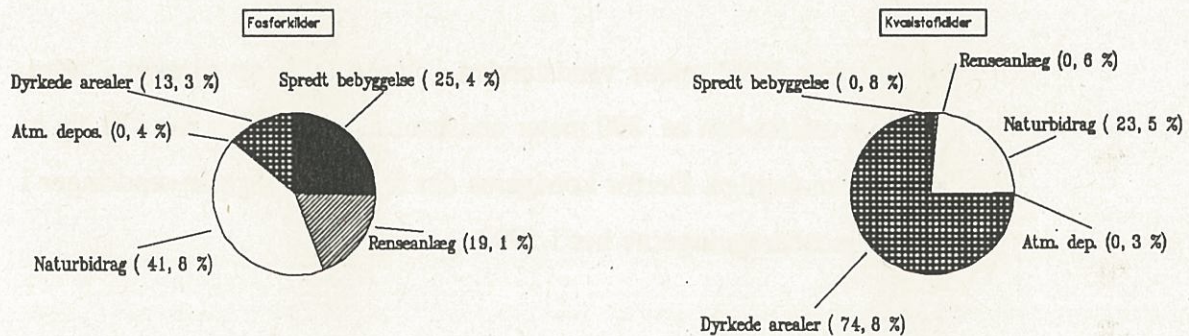 Fosforkilder
Dyrkede arealer ( 13, 3 %)
Spredt bebyggelse ( 25, 4 %)
Atm. depos. (0, 4 %)
Renseanlæg (19, 1 %)
Naturbidrag ( 41, 8 %)
Kvælstofkilder
Renseanlæg (0, 6 %)
Spredt bebyggelse ( 0, 8 %)
Naturbidrag ( 23, 5 %)
Atm. dep. (0, 3 %)
Dyrkede arealer ( 74, 8 %)